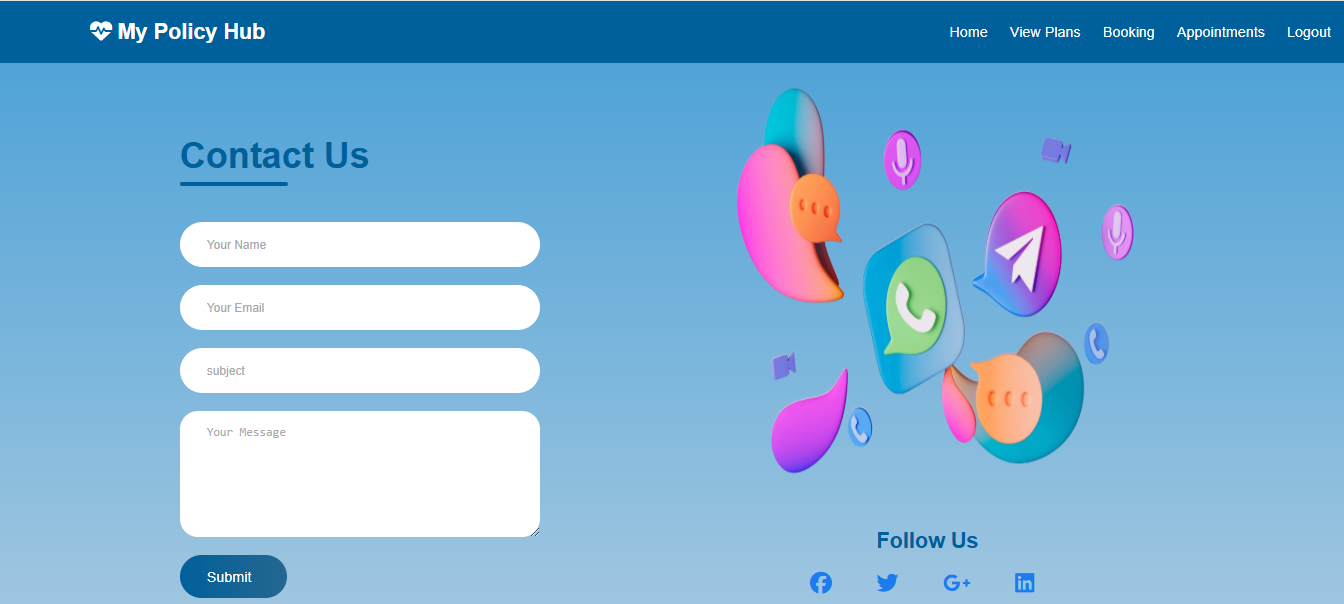 My Policy Hub
Home View Plans Booking Appointments Logout
Contact Us
Your Name
Your Email
subject
Your Message
Submit
Follow Us